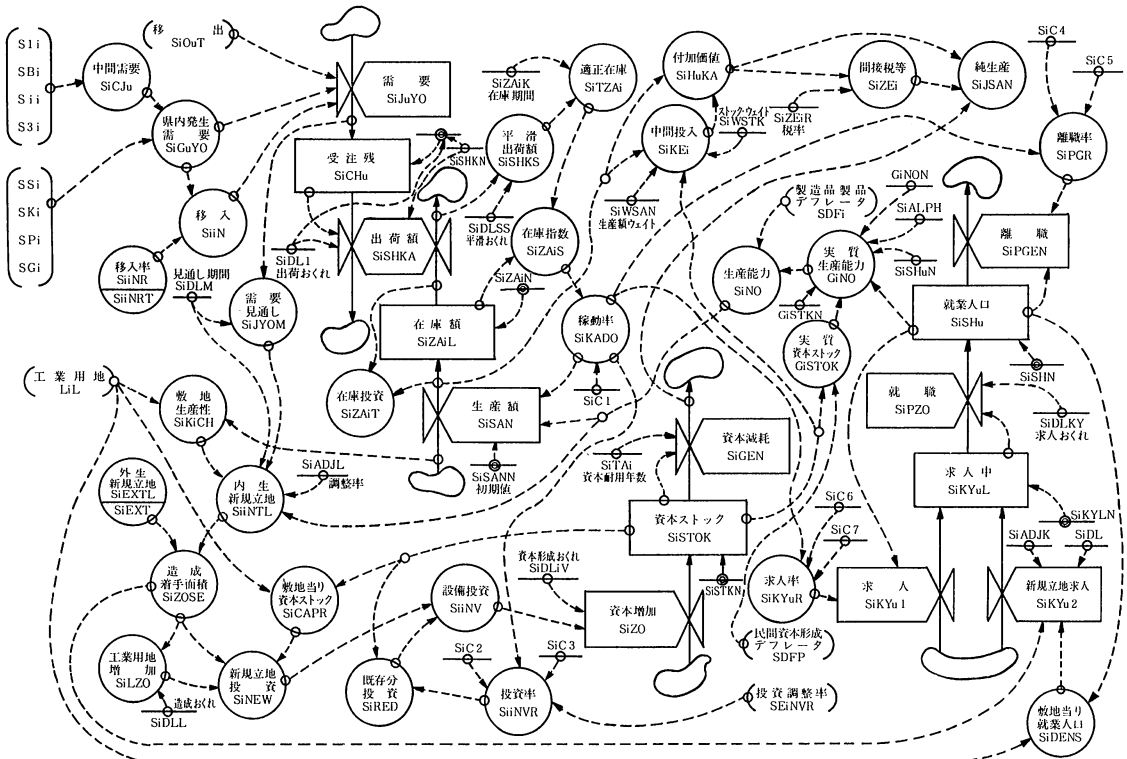 S1i
SBi
Sii
S3i
SSi
SKi
SPi
SGi
中間需要
SiCJu
移出
SiOuT
県内発生
需要
SiGuYO
移入
SiiN
移入率
SiiNR
SiiNRT
見通し期間
SiDLM
需要
見通し
SiJYOM
需要
SiJuYO
受注残
SiCHu
SiSHKN
出荷額
SiSHKA
SiDL1
出荷おくれ
SiZAiK
在庫期間
適正在庫
SiTZAi
平滑
出荷額
SiSHKS
SiDLSS
平滑おくれ
在庫指数
SiZAiS
SiZAiN
在庫額
SiZAiL
在庫投資
SiZAiT
稼動率
SiKADO
SiC1
生産額
SiSAN
SiSANN
初期値
付加価値
SiHuKA
中間投入
SiKEi
ストック・ウェイト
SiWSTK
SiWSAN
生産額ウェイト
間接税等
SiZEi
SiZEiR
税率
純生産
SiJSAN
SiC4
SiC5
離職率
SiPGR
製造品製品
デフレータ
SDFi
GiNON
SiALPH
実質
生産能力
GiNO
SiSHuN
生産能力
SiNO
GiSTKN
実質
資本ストック
GiSTOK
離職
SiPGEN
就業人口
SiSHu
SiSHN
就職
SiPZO
SiDLKY
求人おくれ
求人中
SiKYuL
SiKYLN
SiADJK
SiDL
求人
SiKYu1
新規立地求人
SiKYu2
敷地当り
就業人口
SiDENS
工業用地
LiL
敷地
生産性
SiKiCH
外生
新規立地
SiEXTL
SiEXT
内生
新規立地
SiiNTL
SiADJL
調整率
造成
着手面積
SiZOSE
敷地当り
資本ストック
SiCAPR
工業用地
増加
SiLZO
造成おくれ
SiDLL
新規立地
投資
SiNEW
設備投資
SiiNV
既存分
投資
SiRED
SiC2
SiC3
投資率
SiiNVR
資本形成おくれ
SiDLiV
資本増加
SiZO
資本ストック
SiSTOK
SiSTKN
SiTAi
資本耐用年数
資本減耗
SiGEN
SiC6
SiC7
求人率
SiKYuR
民間資本形成
デフレータ
SDFP
投資調整率
SEiNVR